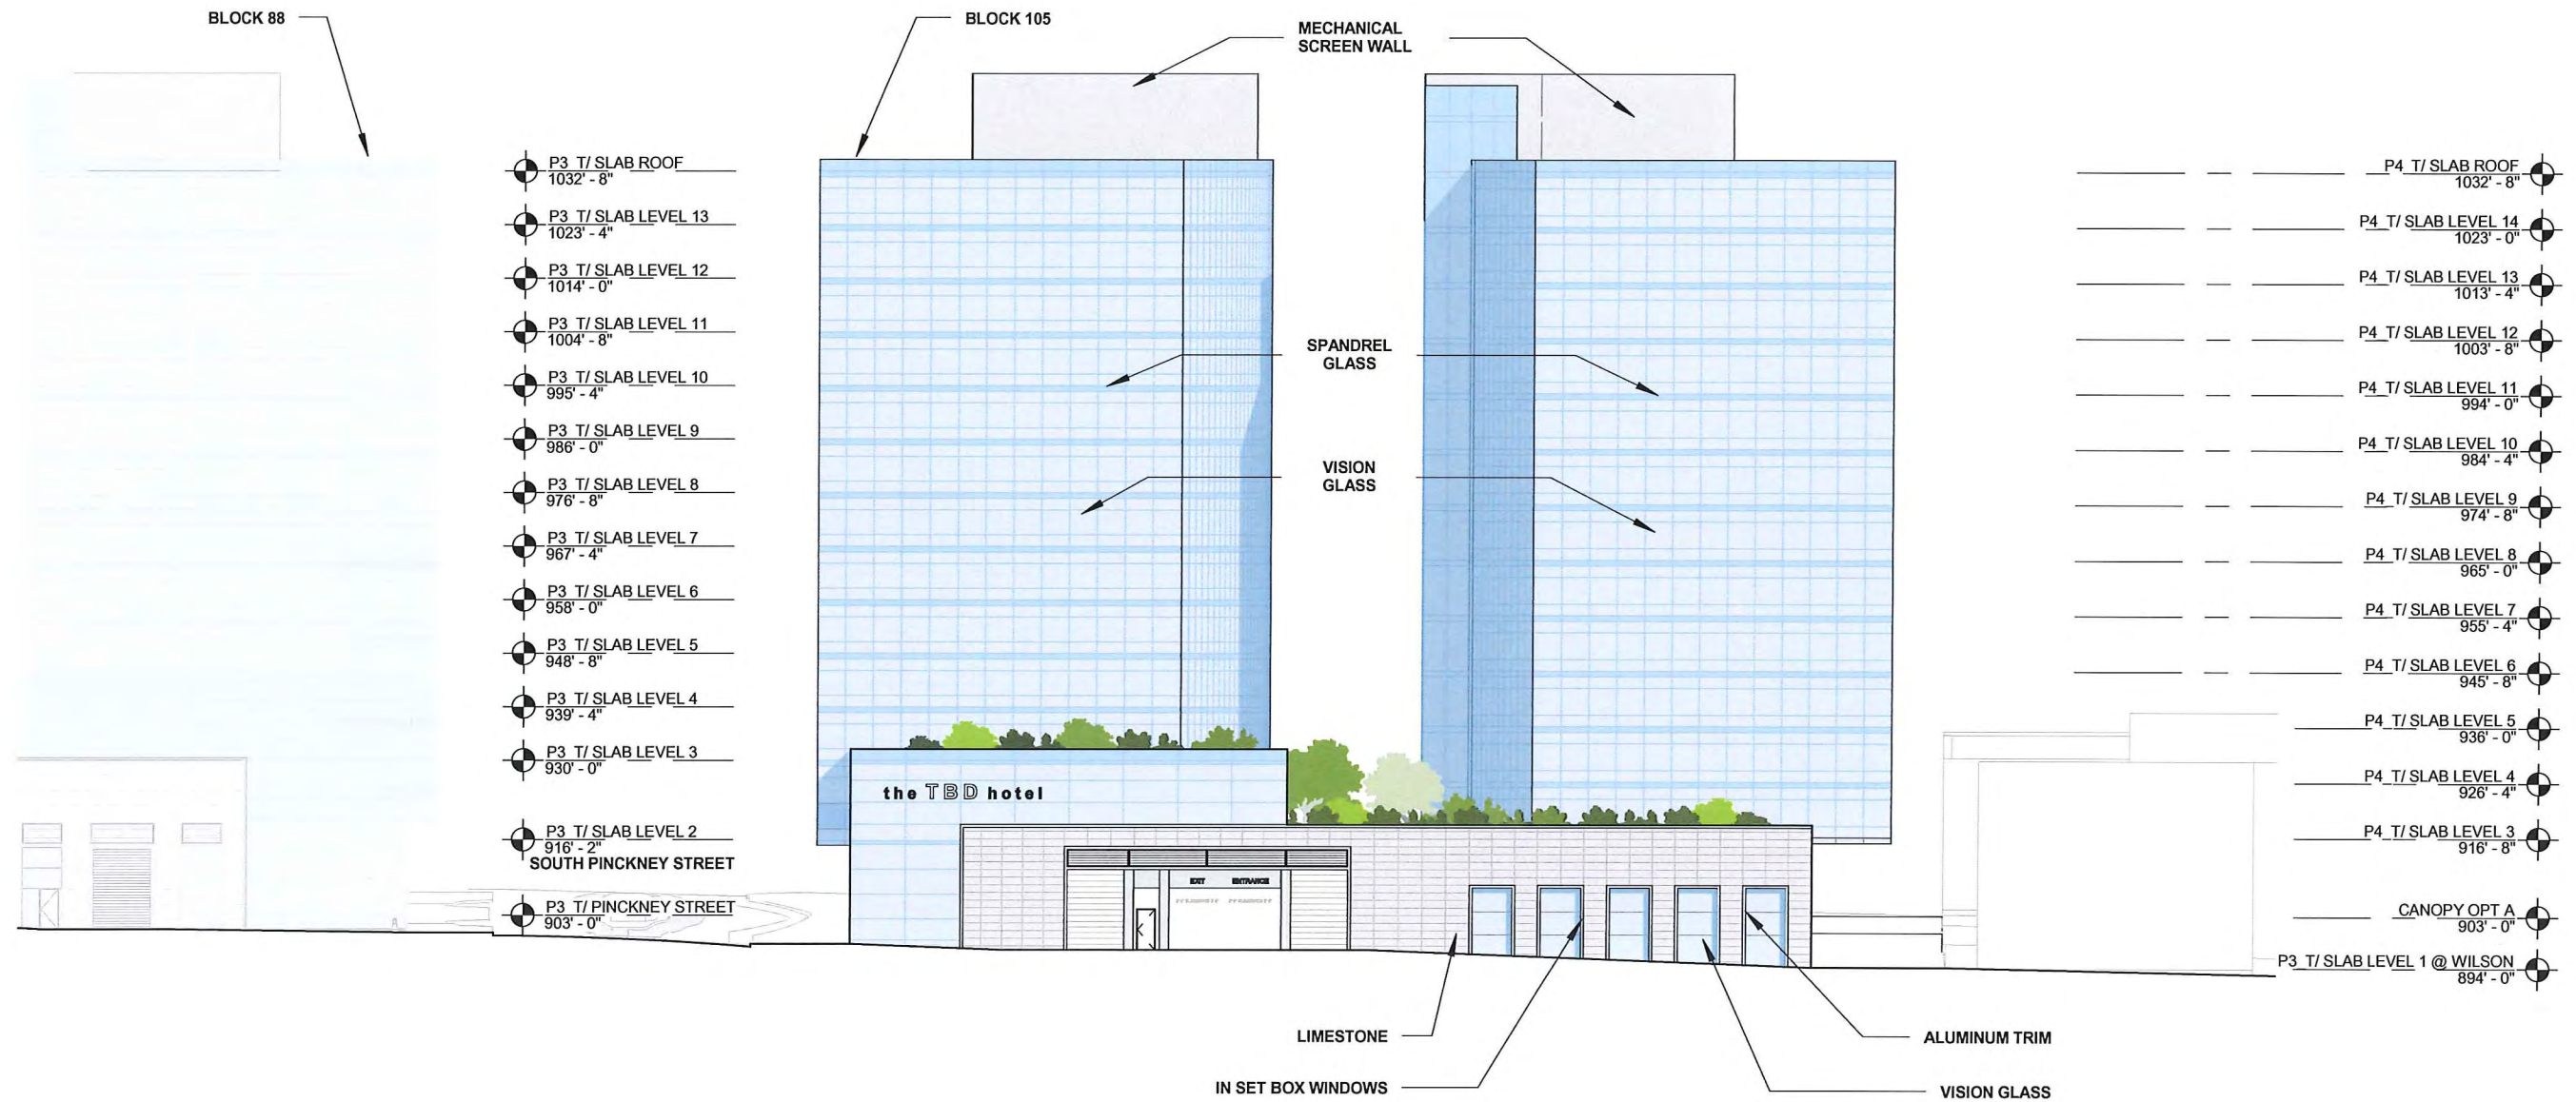 BLOCK 88
BLOCK 105
MECHANICAL
SCREEN WALL
P3 T/ SLAB ROOF
1032' - 8"
P3 T/ SLAB LEVEL 13
1023' - 4"
P3 T/ SLAB LEVEL 12
1014' - 0"
P3 T/ SLAB LEVEL 11
1004' - 8"
P3 T/ SLAB LEVEL 10
995' - 4"
P3 T/ SLAB LEVEL 9
986' - 0"
P3 T/ SLAB LEVEL 8
976' - 8"
P3 T/ SLAB LEVEL 7
967' - 4"
P3 T/ SLAB LEVEL 6
958' - 0"
P3 T/ SLAB LEVEL 5
948' - 8"
P3 T/ SLAB LEVEL 4
939' - 4"
P3 T/ SLAB LEVEL 3
930' - 0"
P3 T/ SLAB LEVEL 2
916' - 2"
SOUTH PINCKNEY STREET
P3 T/ PINCKNEY STREET
903' - 0"
SPANDREL
GLASS
VISION
GLASS
the TBD hotel
EXIT ENTRANCE
P4 T/ SLAB ROOF
1032' - 8"
P4 T/ SLAB LEVEL 14
1023' - 0"
P4 T/ SLAB LEVEL 13
1013' - 4"
P4 T/ SLAB LEVEL 12
1003' - 8"
P4 T/ SLAB LEVEL 11
994' - 0"
P4 T/ SLAB LEVEL 10
984' - 4"
P4 T/ SLAB LEVEL 9
974' - 8"
P4 T/ SLAB LEVEL 8
965' - 0"
P4 T/ SLAB LEVEL 7
955' - 4"
P4 T/ SLAB LEVEL 6
945' - 8"
P4 T/ SLAB LEVEL 5
936' - 0"
P4 T/ SLAB LEVEL 4
926' - 4"
P4 T/ SLAB LEVEL 3
916' - 8"
CANOPY OPT A
903' - 0"
P3 T/ SLAB LEVEL 1 @ WILSON
894' - 0"
LIMESTONE
IN SET BOX WINDOWS
ALUMINUM TRIM
VISION GLASS